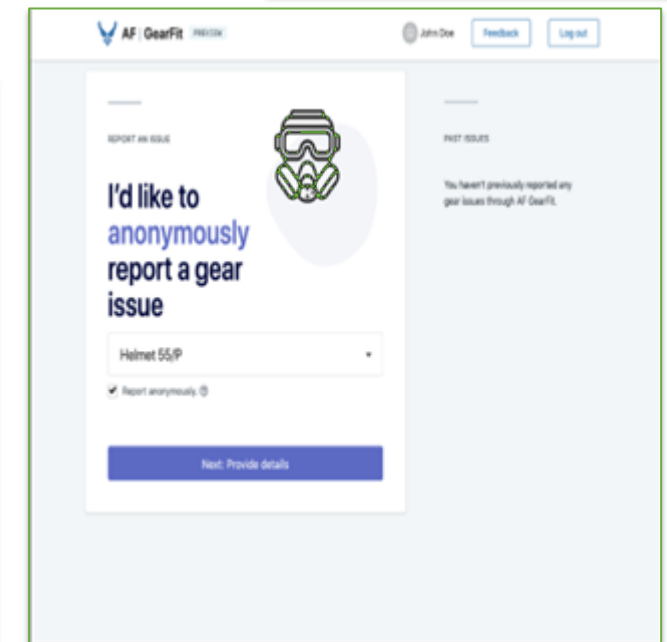 AF | GearFit PREVIEW
John Doe
Feedback
Log out
REPORT AN ISSUE
I'd like to
anonymously
report a gear
issue
Helmet 55/P
Report anonymously.
Next: Provide details
PAST ISSUES
You haven't previously reported any
gear issues through AF GearFit.